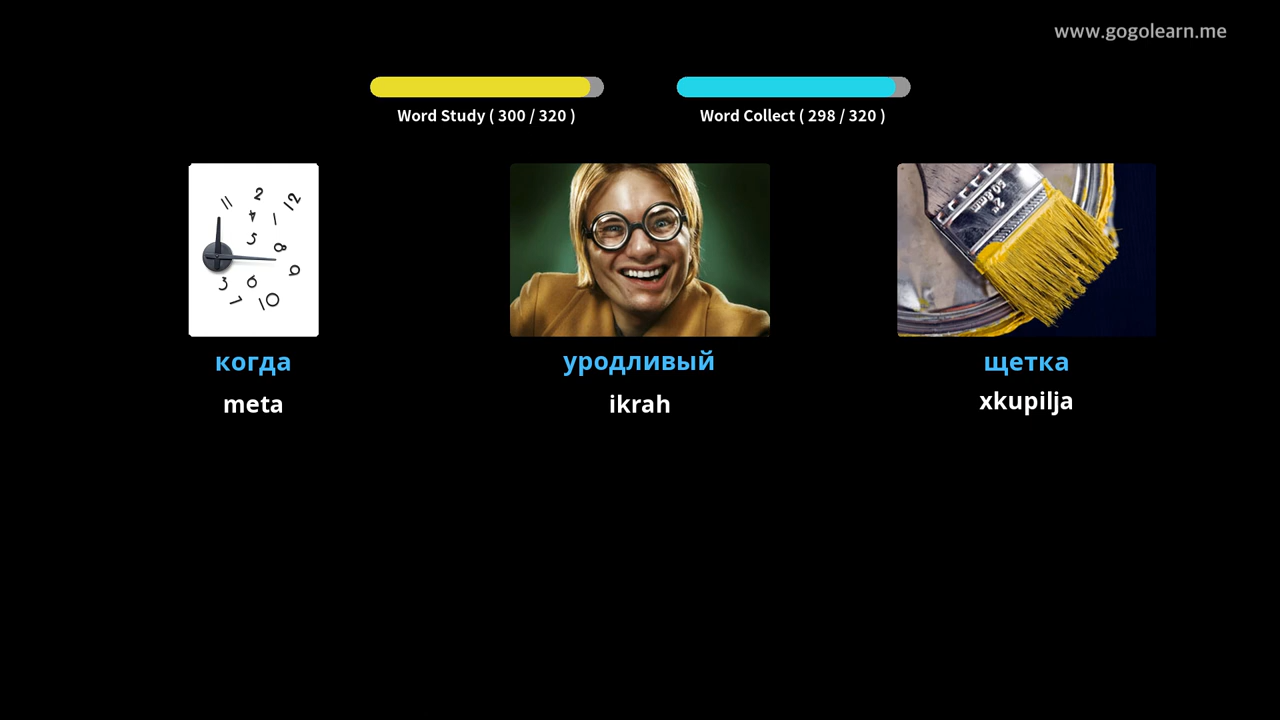 www.gogolearn.me
Word Study ( 300 / 320 )
Word Collect ( 298 / 320 )
когда
уродливый
щетка
meta
ikrah
xkupilja